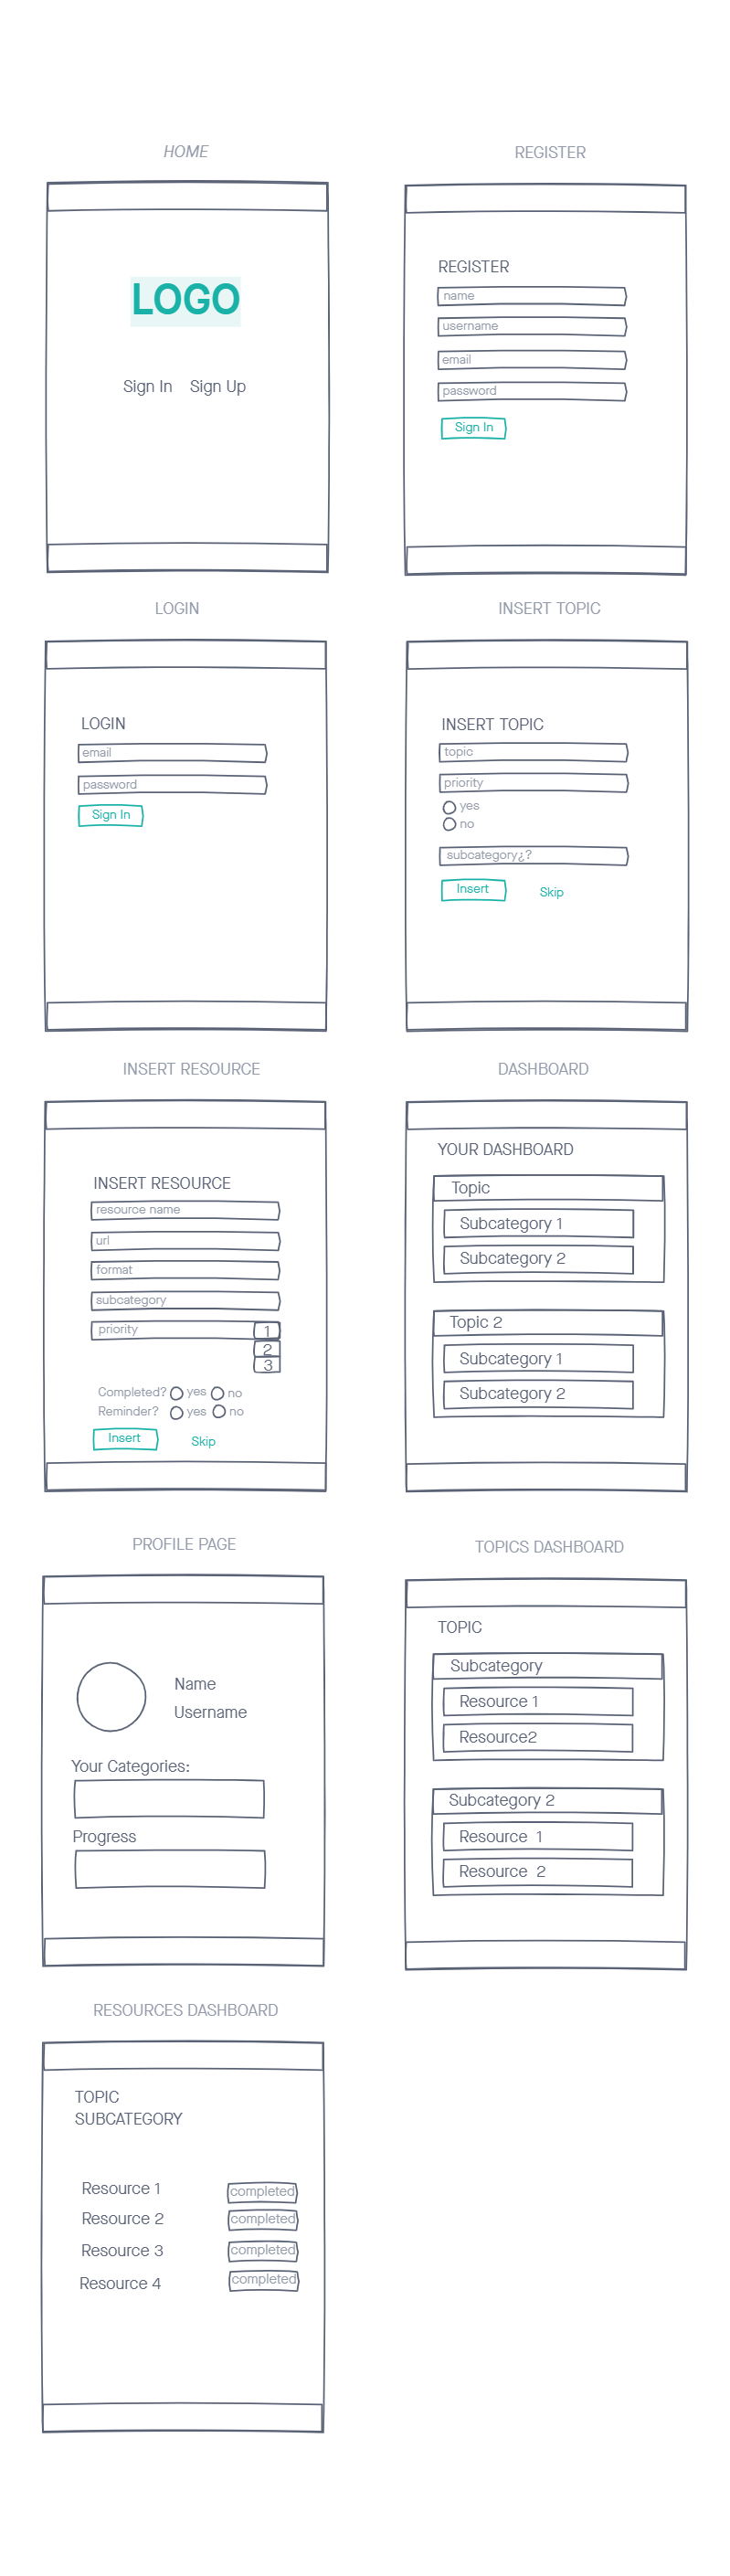 HOME
LOGO
Sign In Sign Up
REGISTER
REGISTER
name
username
email
password
Sign In
LOGIN
LOGIN
email
password
Sign In
INSERT TOPIC
INSERT TOPIC
topic
priority
yes
no
subcategory¿?
Insert Skip
INSERT RESOURCE
INSERT RESOURCE
resource name
url
format
subcategory
priority 1
2
3
Completed? yes no
Reminder? yes no
Insert Skip
DASHBOARD
YOUR DASHBOARD
Topic
Subcategory 1
Subcategory 2
Topic 2
Subcategory 1
Subcategory 2
PROFILE PAGE
Name
Username
Your Categories:
Progress
TOPICS DASHBOARD
TOPIC
Subcategory
Resource 1
Resource2
Subcategory 2
Resource 1
Resource 2
RESOURCES DASHBOARD
TOPIC
SUBCATEGORY
Resource 1 completed
Resource 2 completed
Resource 3 completed
Resource 4 completed